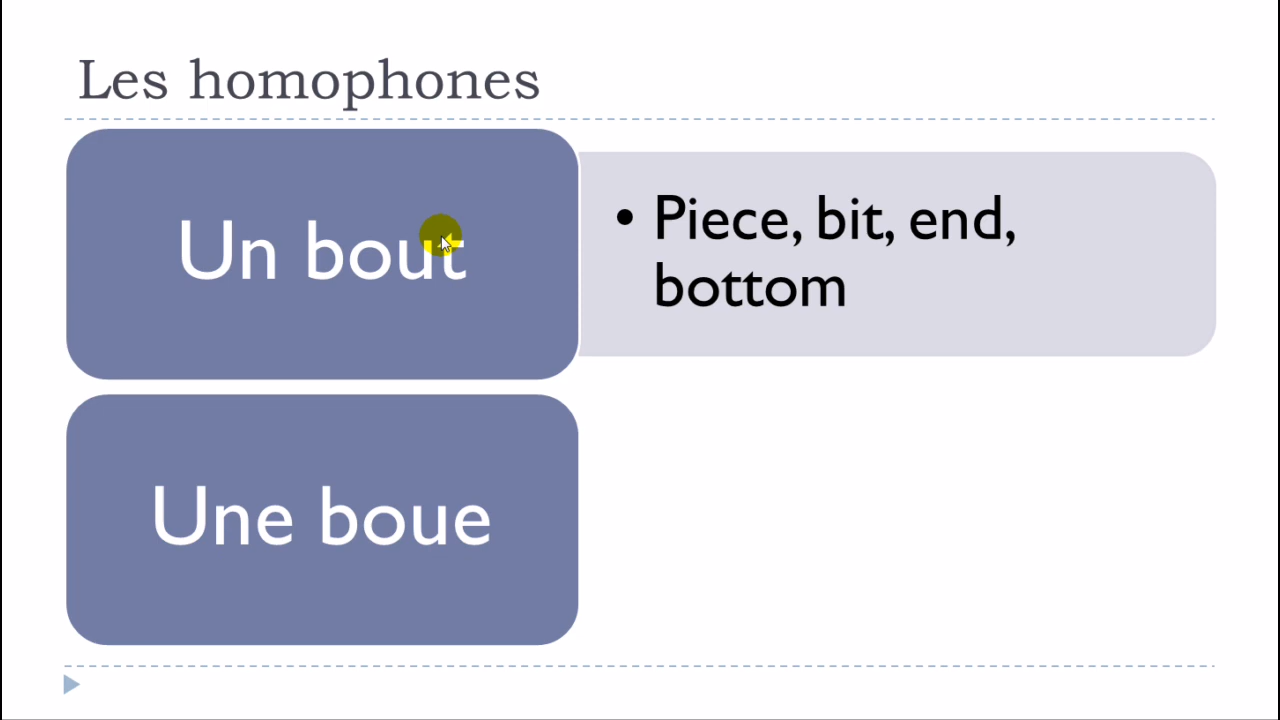 Les homophones
Un bout
• Piece, bit, end,
bottom
Une boue